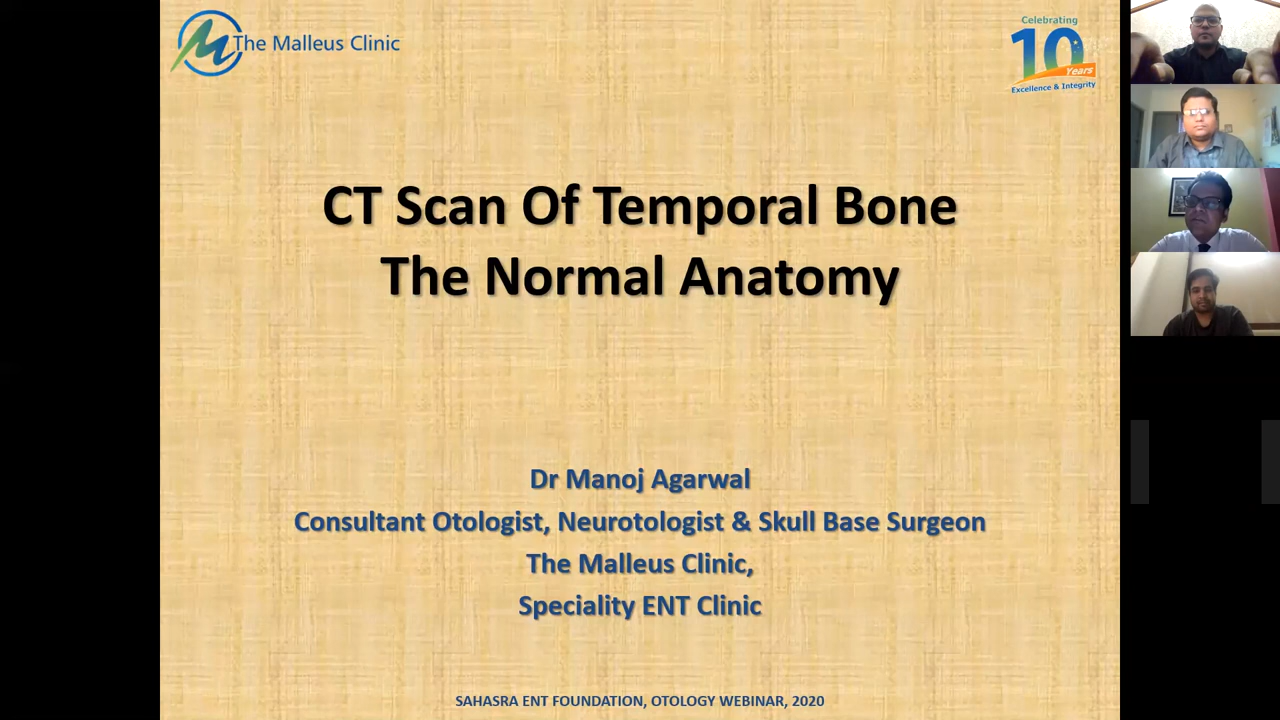 The Malleus Clinic
Celebrating
10
Years
Excellence & Integrity
CT Scan Of Temporal Bone
The Normal Anatomy
Dr Manoj Agarwal
Consultant Otologist, Neurotologist & Skull Base Surgeon
The Malleus Clinic,
Speciality ENT Clinic
SAHASRA ENT FOUNDATION, OTOLOGY WEBINAR, 2020